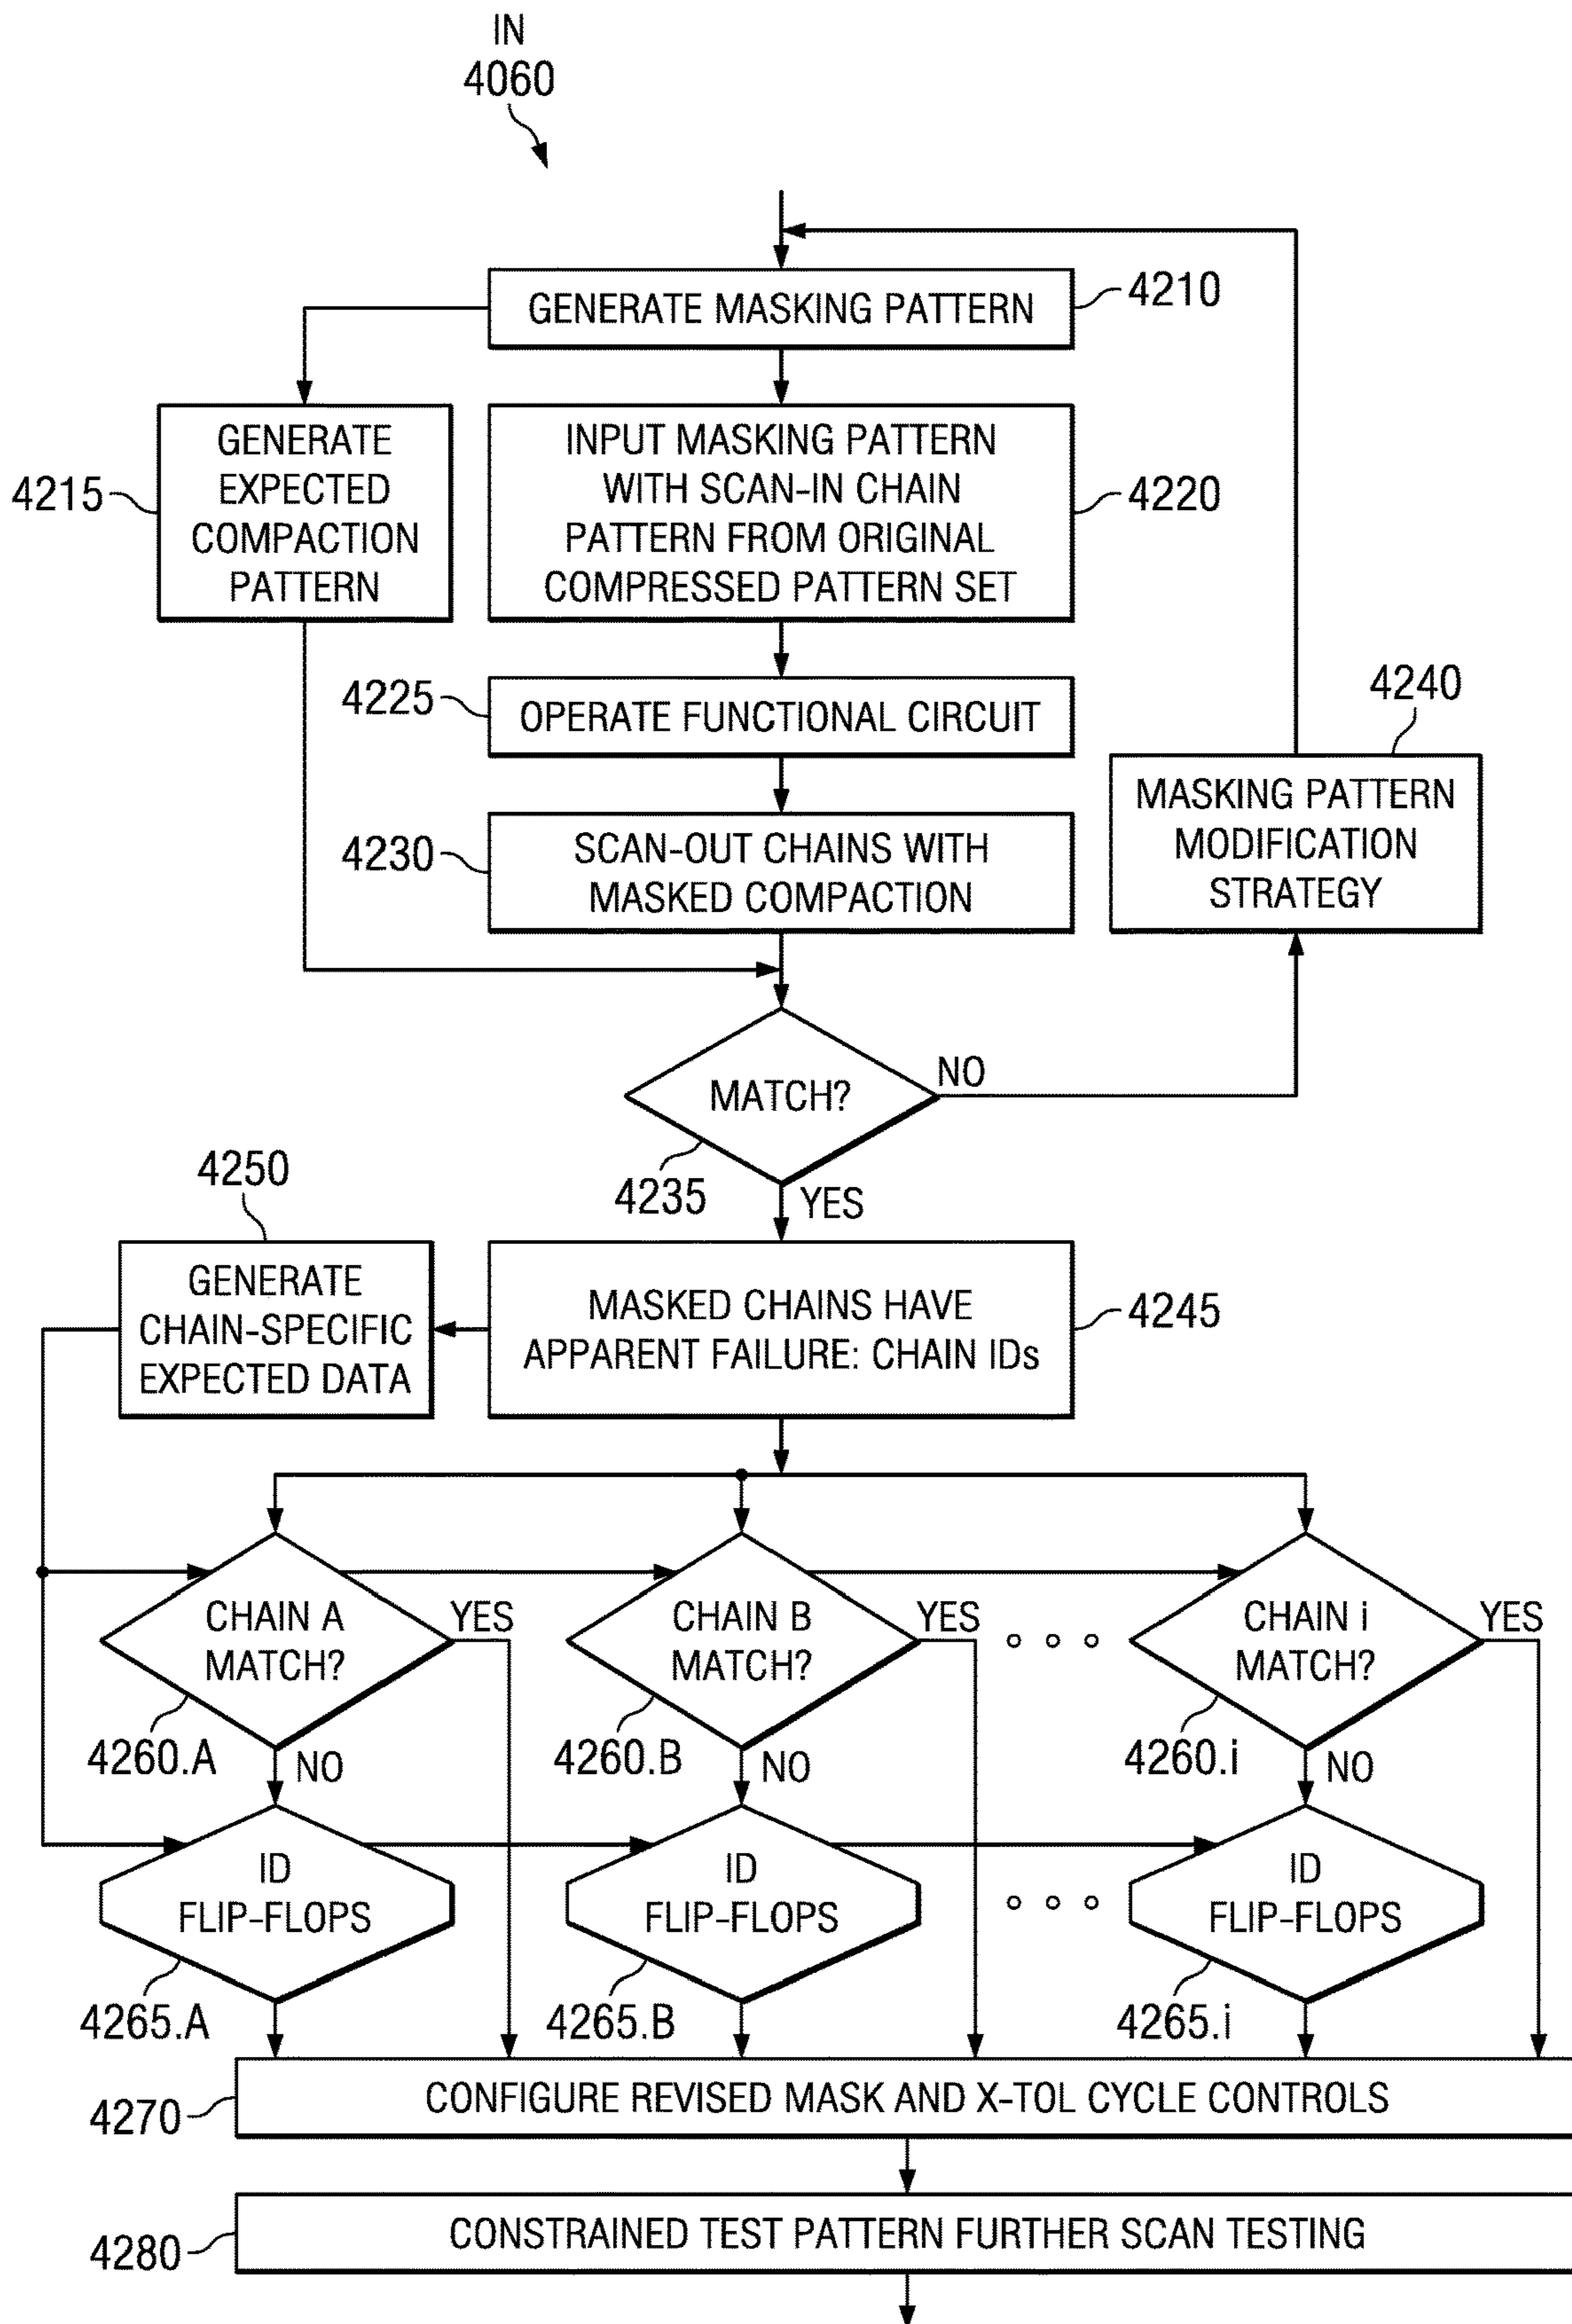 IN
4060
GENERATE MASKING PATTERN
4210
GENERATE
EXPECTED
COMPACTION
PATTERN
4215
INPUT MASKING PATTERN
WITH SCAN-IN CHAIN
PATTERN FROM ORIGINAL
COMPRESSED PATTERN SET
4220
4225
OPERATE FUNCTIONAL CIRCUIT
4240
MASKING PATTERN
MODIFICATION
STRATEGY
4230
SCAN-OUT CHAINS WITH
MASKED COMPACTION
MATCH?
NO
4235
YES
4250
GENERATE
CHAIN-SPECIFIC
EXPECTED DATA
MASKED CHAINS HAVE
APPARENT FAILURE: CHAIN IDs
4245
CHAIN A
MATCH?
YES
CHAIN B
MATCH?
YES
CHAIN i
MATCH?
YES
4260.A
NO
4260.B
NO
4260.i
NO
ID
FLIP-FLOPS
ID
FLIP-FLOPS
ID
FLIP-FLOPS
4265.A
4265.B
4265.i
4270
CONFIGURE REVISED MASK AND X-TOL CYCLE CONTROLS
4280
CONSTRAINED TEST PATTERN FURTHER SCAN TESTING